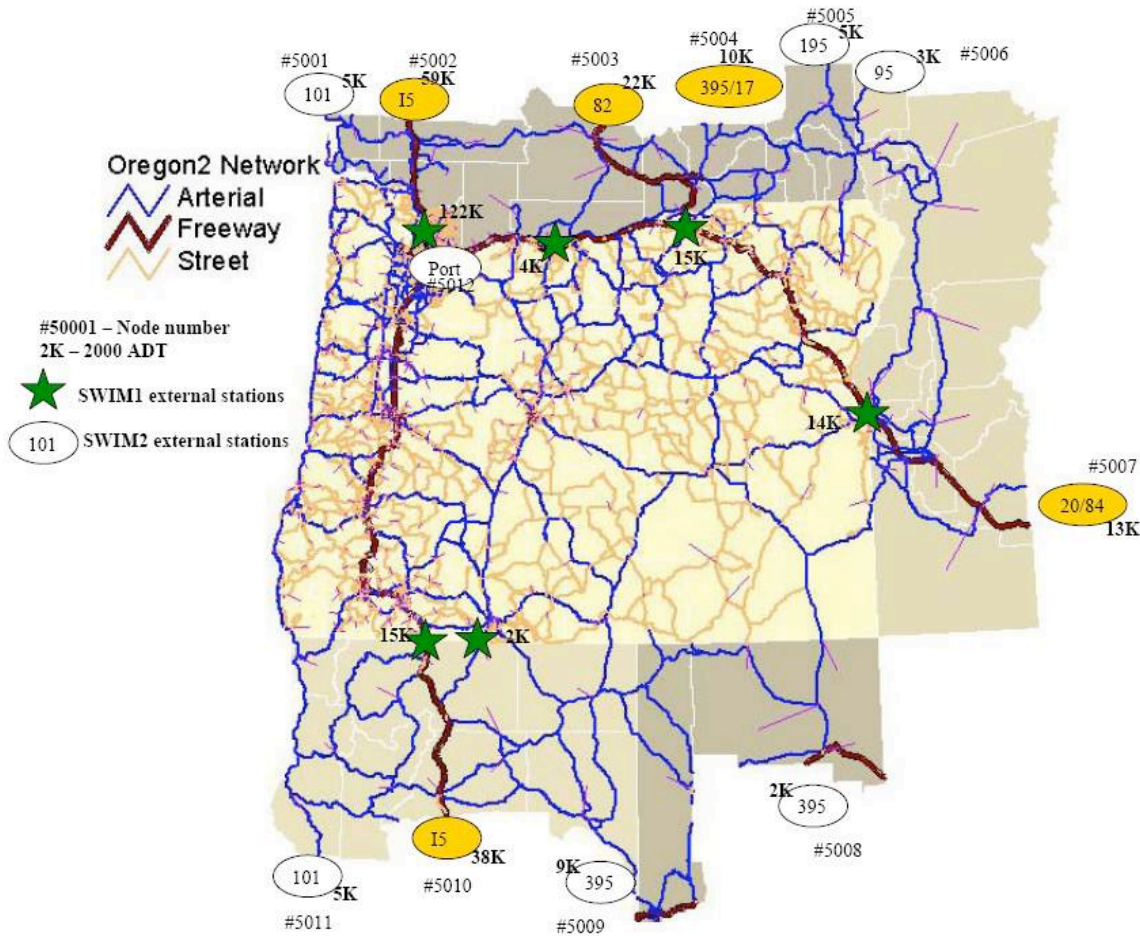 #5005
5K
195
#5004
10K
395/17
3K
95
#5006
#5001
5K
101
#5002
59K
I5
#5003
22K
82
Oregon2 Network
Arterial
Freeway
Street
122K
Port
#5012
4K
15K
#50001 – Node number
2K – 2000 ADT
SWIM1 external stations
101
SWIM2 external stations
14K
#5007
20/84
13K
15K
2K
2K
395
#5008
I5
38K
#5010
9K
395
#5009
101
5K
#5011